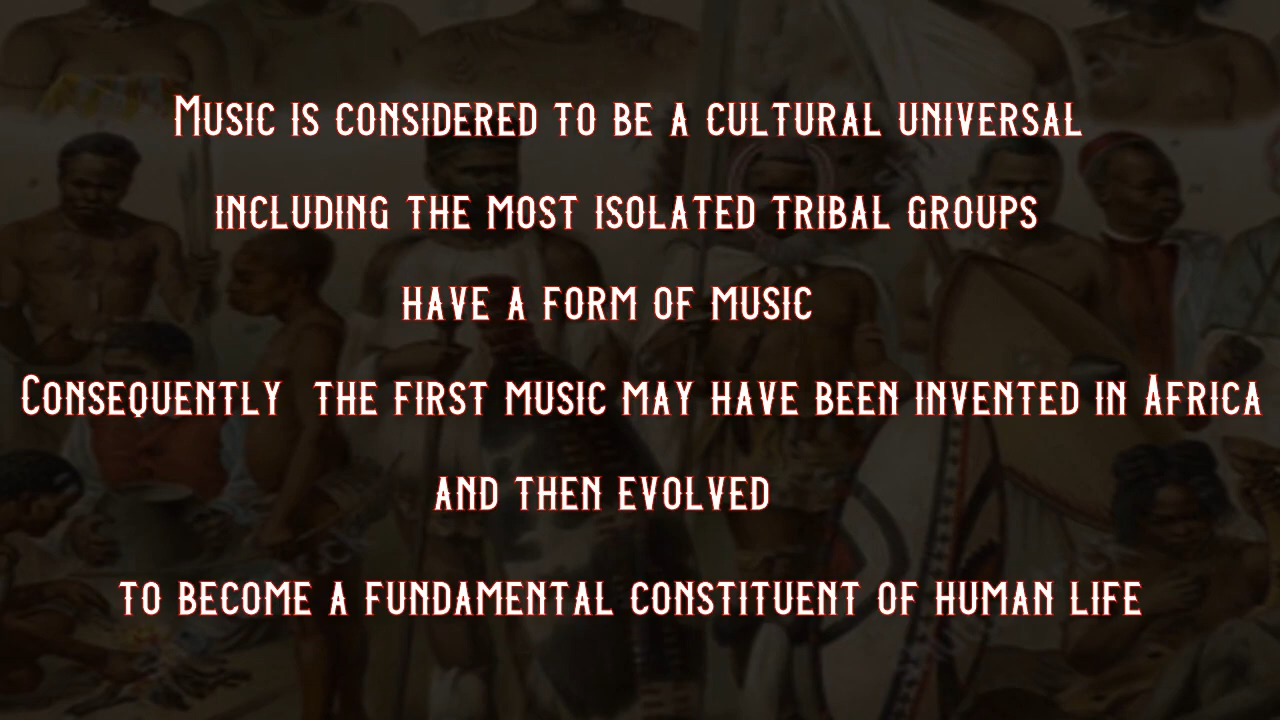 Music is considered to be a cultural universal
including the most isolated tribal groups
have a form of music
Consequently the first music may have been invented in Africa
and then evolved
to become a fundamental constituent of human life